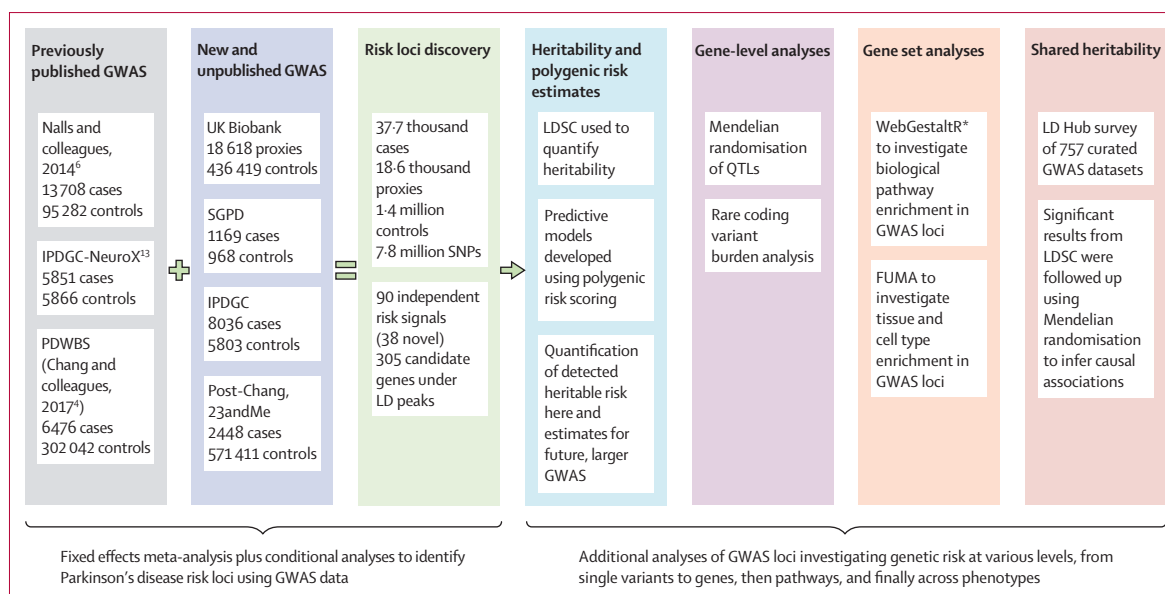 Previously
published GWAS
Nalls and
colleagues,
2014⁶
13 708 cases
95 282 controls
IPDGC-NeuroX¹³
5851 cases
5866 controls
PDWBS
(Chang and
colleagues,
2017⁴)
6476 cases
302 042 controls
New and
unpublished GWAS
UK Biobank
18 618 proxies
436 419 controls
SGPD
1169 cases
968 controls
IPDGC
8036 cases
5803 controls
Post-Chang,
23andMe
2448 cases
571 411 controls
Risk loci discovery
37·7 thousand
cases
18·6 thousand
proxies
1·4 million
controls
7·8 million SNPs
90 independent
risk signals
(38 novel)
305 candidate
genes under
LD peaks
Heritability and
polygenic risk
estimates
LDSC used to
quantify
heritability
Predictive
models
developed
using polygenic
risk scoring
Quantification
of detected
heritable risk
here and
estimates for
future, larger
GWAS
Gene-level analyses
Mendelian
randomisation
of QTLs
Rare coding
variant
burden analysis
Gene set analyses
WebGestaltR*
to investigate
biological
pathway
enrichment in
GWAS loci
FUMA to
investigate
tissue and
cell type
enrichment in
GWAS loci
Shared heritability
LD Hub survey
of 757 curated
GWAS datasets
Significant
results from
LDSC were
followed up
using
Mendelian
randomisation
to infer causal
associations
Fixed effects meta-analysis plus conditional analyses to identify
Parkinson's disease risk loci using GWAS data
Additional analyses of GWAS loci investigating genetic risk at various levels, from
single variants to genes, then pathways, and finally across phenotypes